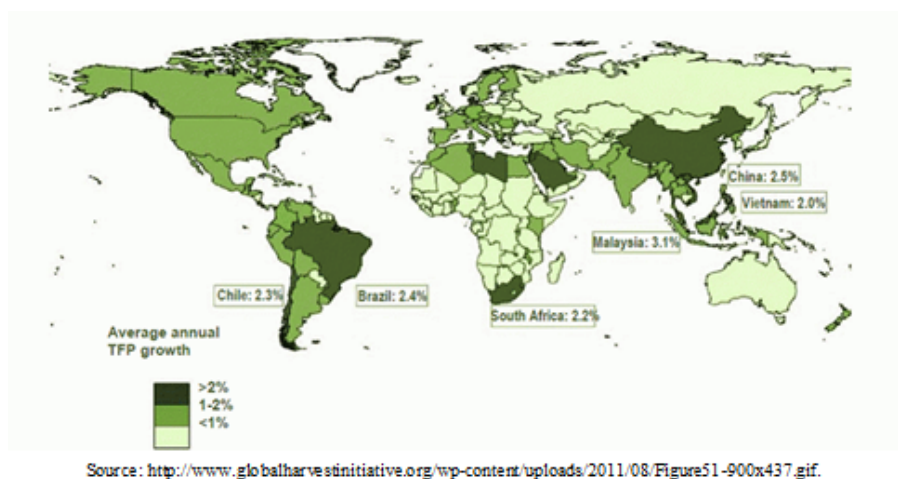 China: 2.5%
Vietnam: 2.0%
Malaysia: 3.1%
Chile: 2.3%
Brazil: 2.4%
South Africa: 2.2%
Average annual
TFP growth
>2%
1-2%
<1%
Source: http://www.globalharvestinitiative.org/wp-content/uploads/2011/08/Figure51-900x437.gif.